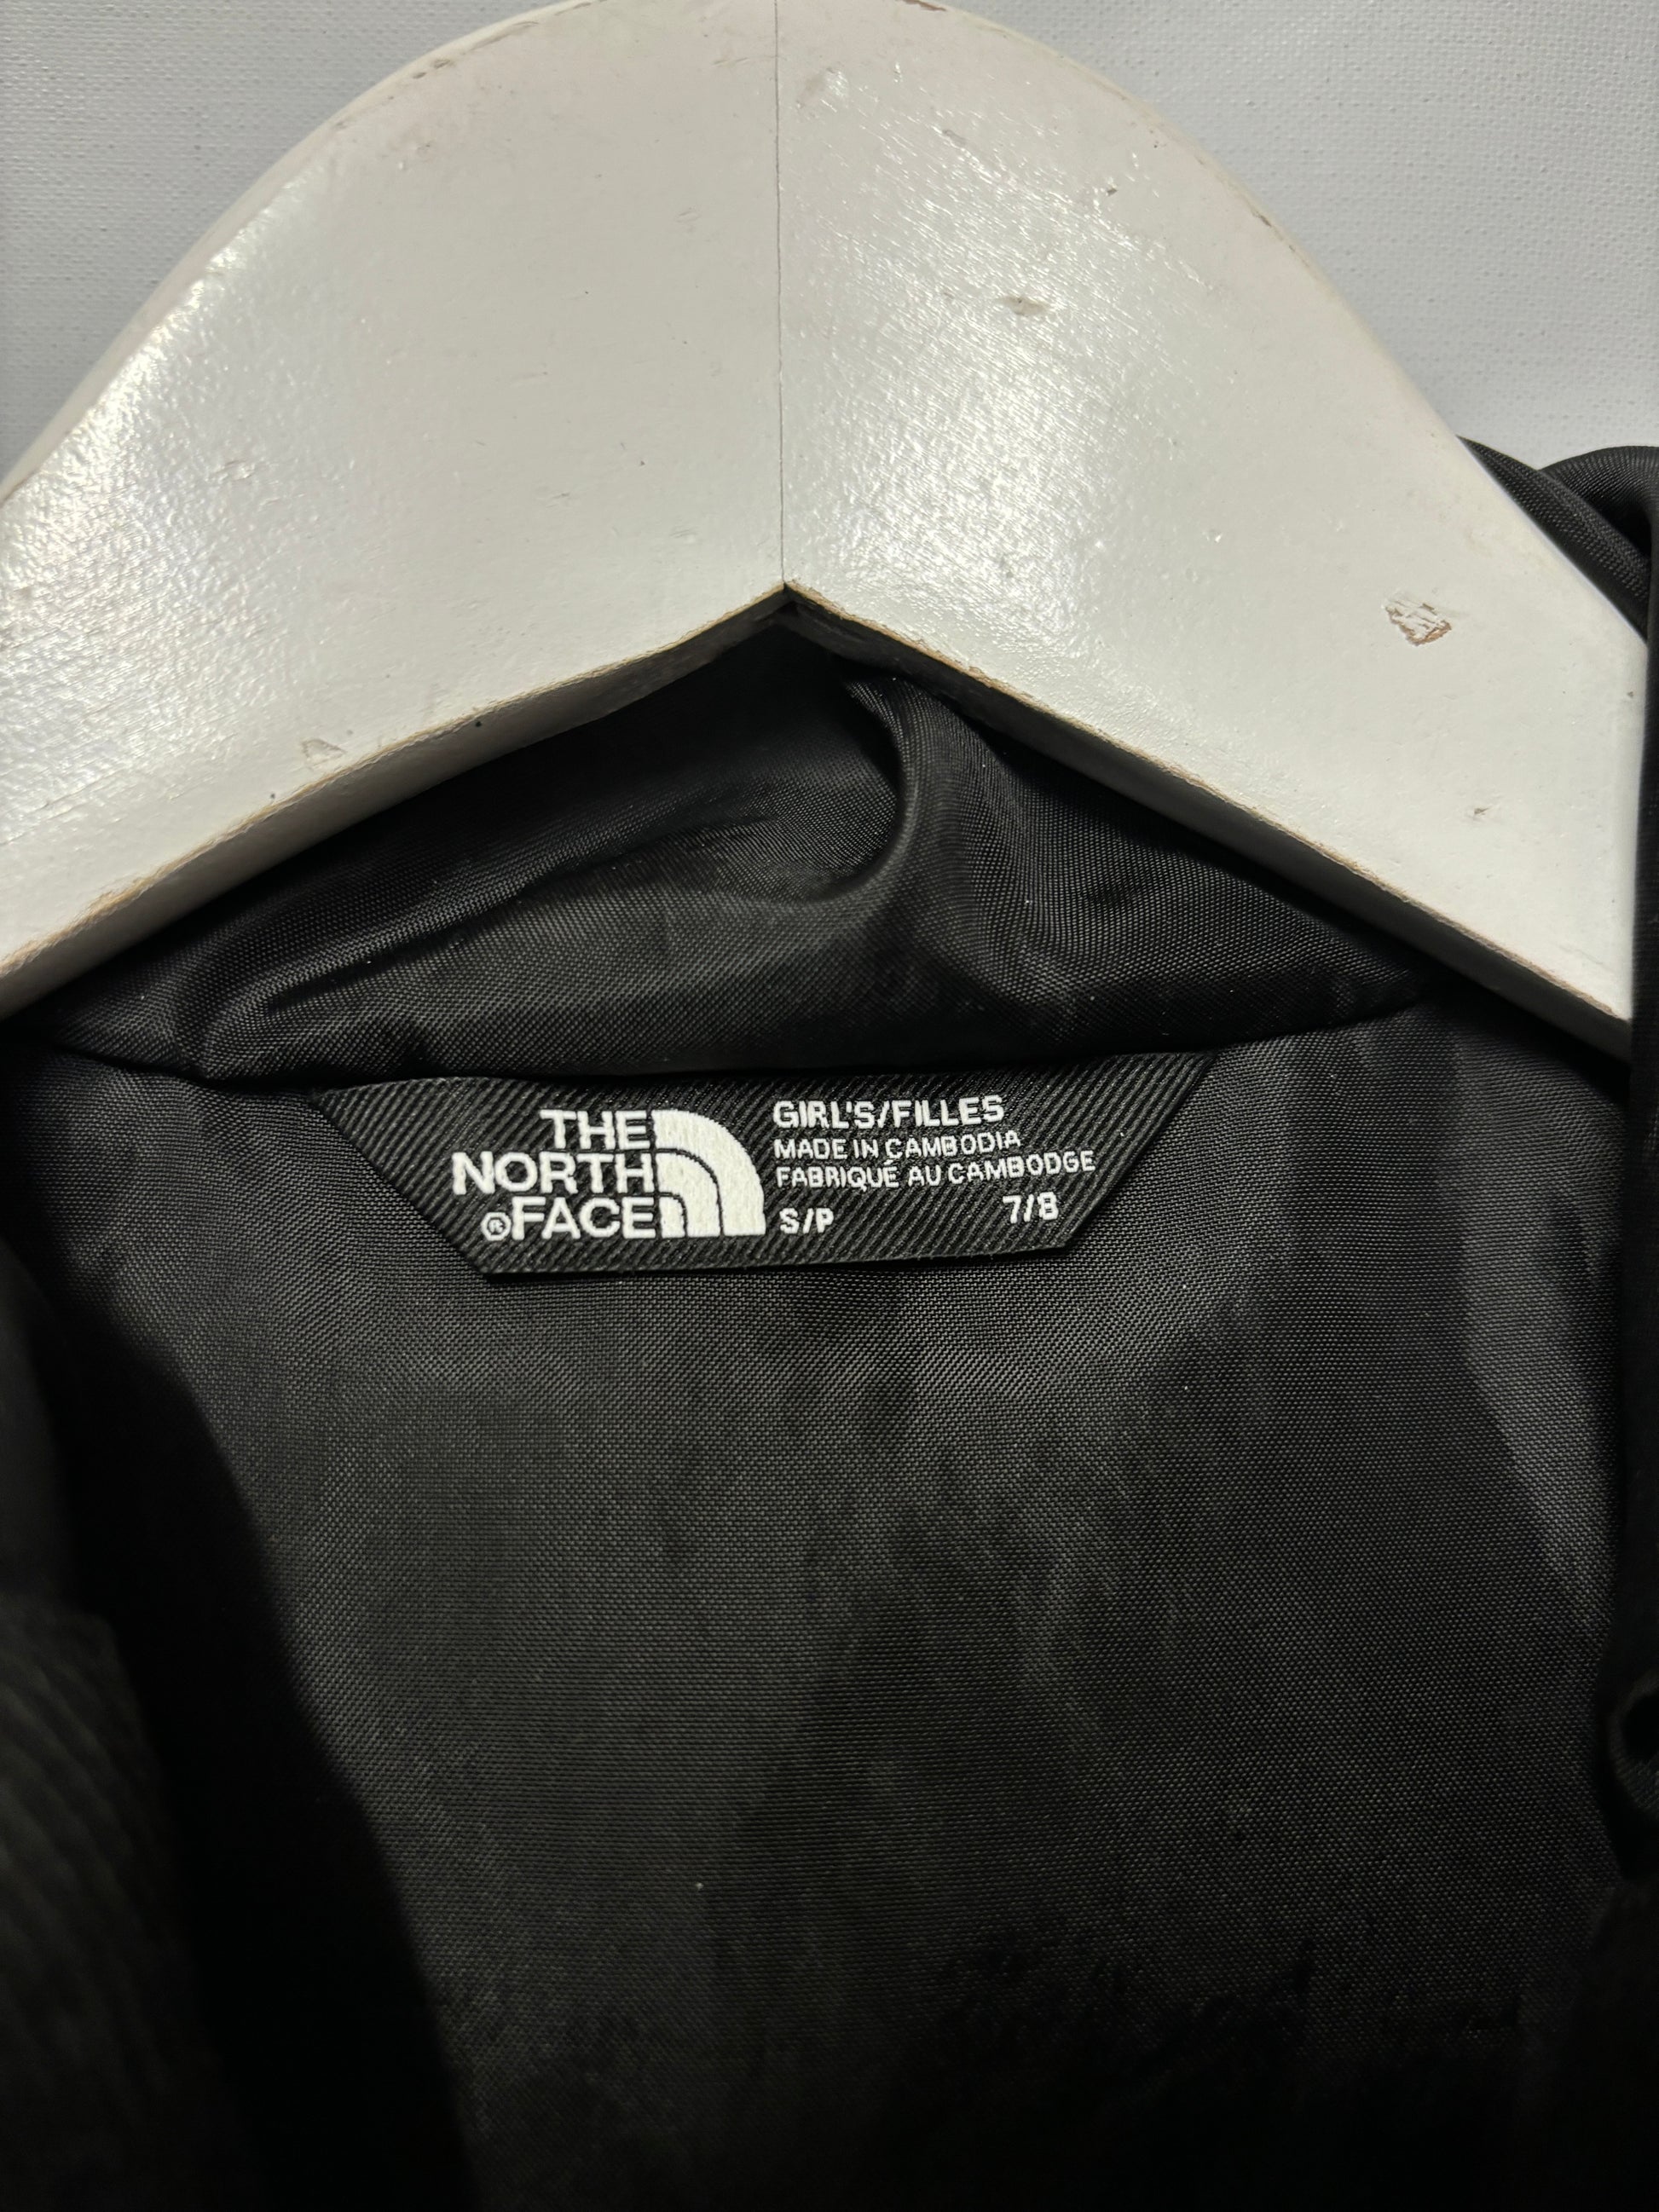 THE
NORTH
®FACE
GIRL'S/FILLES
MADE IN CAMBODIA
FABRIQUÉ AU CAMBODGE
S/P 7/8